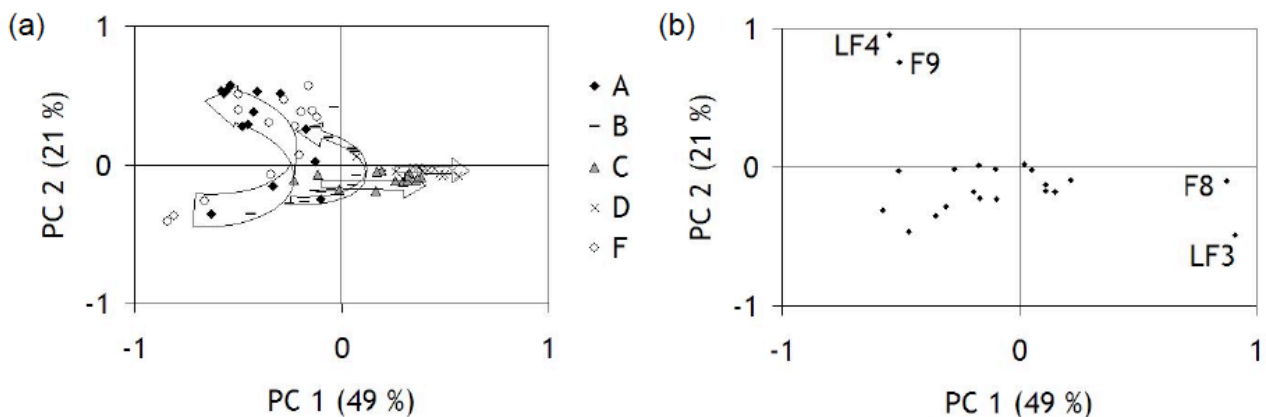 (a)
1
PC 2 (21 %)
0
-1
-1
0
1
PC 1 (49 %)
A
B
C
D
F
(b)
1
LF4
F9
PC 2 (21 %)
0
F8
LF3
-1
-1
0
1
PC 1 (49 %)